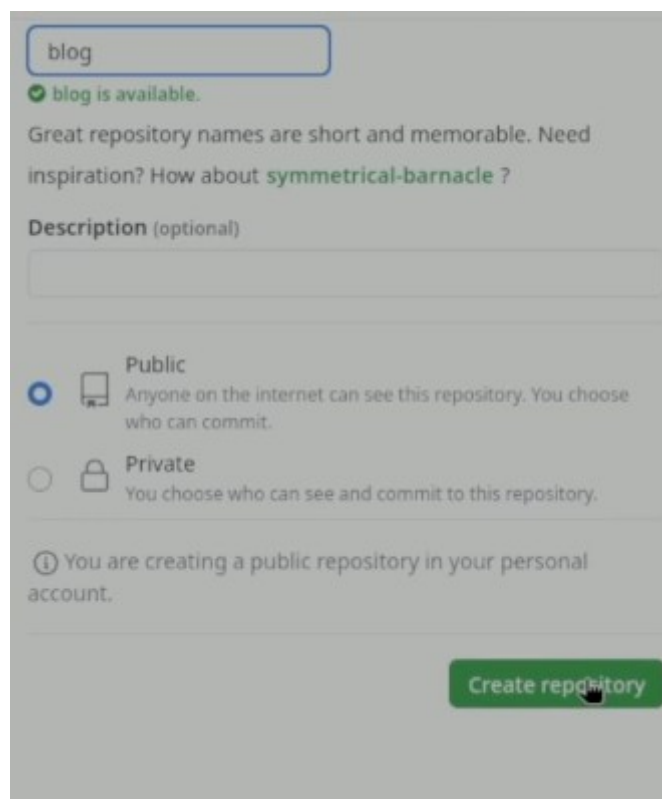 blog
blog is available.
Great repository names are short and memorable. Need
inspiration? How about symmetrical-barnacle ?
Description (optional)
Public
Anyone on the internet can see this repository. You choose
who can commit.
Private
You choose who can see and commit to this repository.
You are creating a public repository in your personal
account.
Create repository